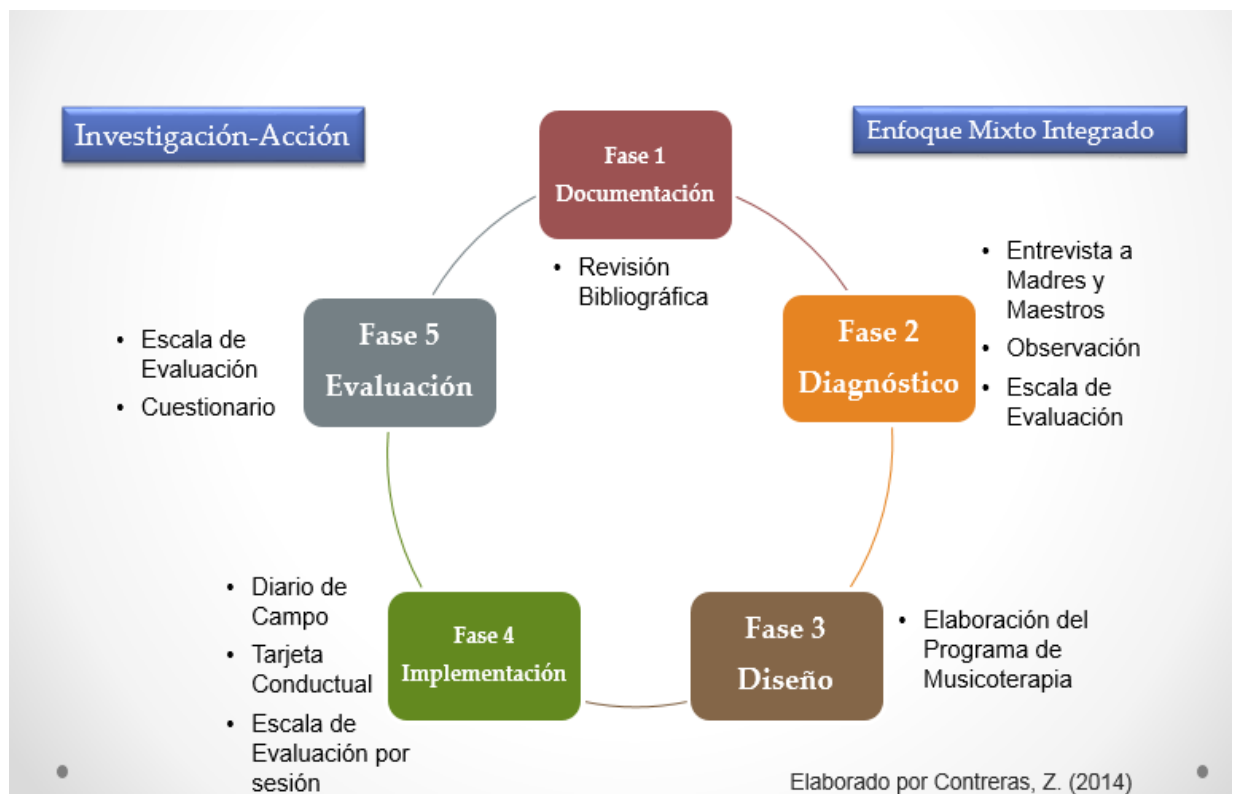 Investigación-Acción
Enfoque Mixto Integrado
Fase 1
Documentación
• Revisión
Bibliográfica
Fase 2
Diagnóstico
• Entrevista a
Madres y
Maestros
• Observación
• Escala de
Evaluación
Fase 3
Diseño
• Elaboración del
Programa de
Musicoterapia
Fase 4
Implementación
• Diario de
Campo
• Tarjeta
Conductual
• Escala de
Evaluación por
sesión
Fase 5
Evaluación
• Escala de
Evaluación
• Cuestionario
Elaborado por Contreras, Z. (2014)